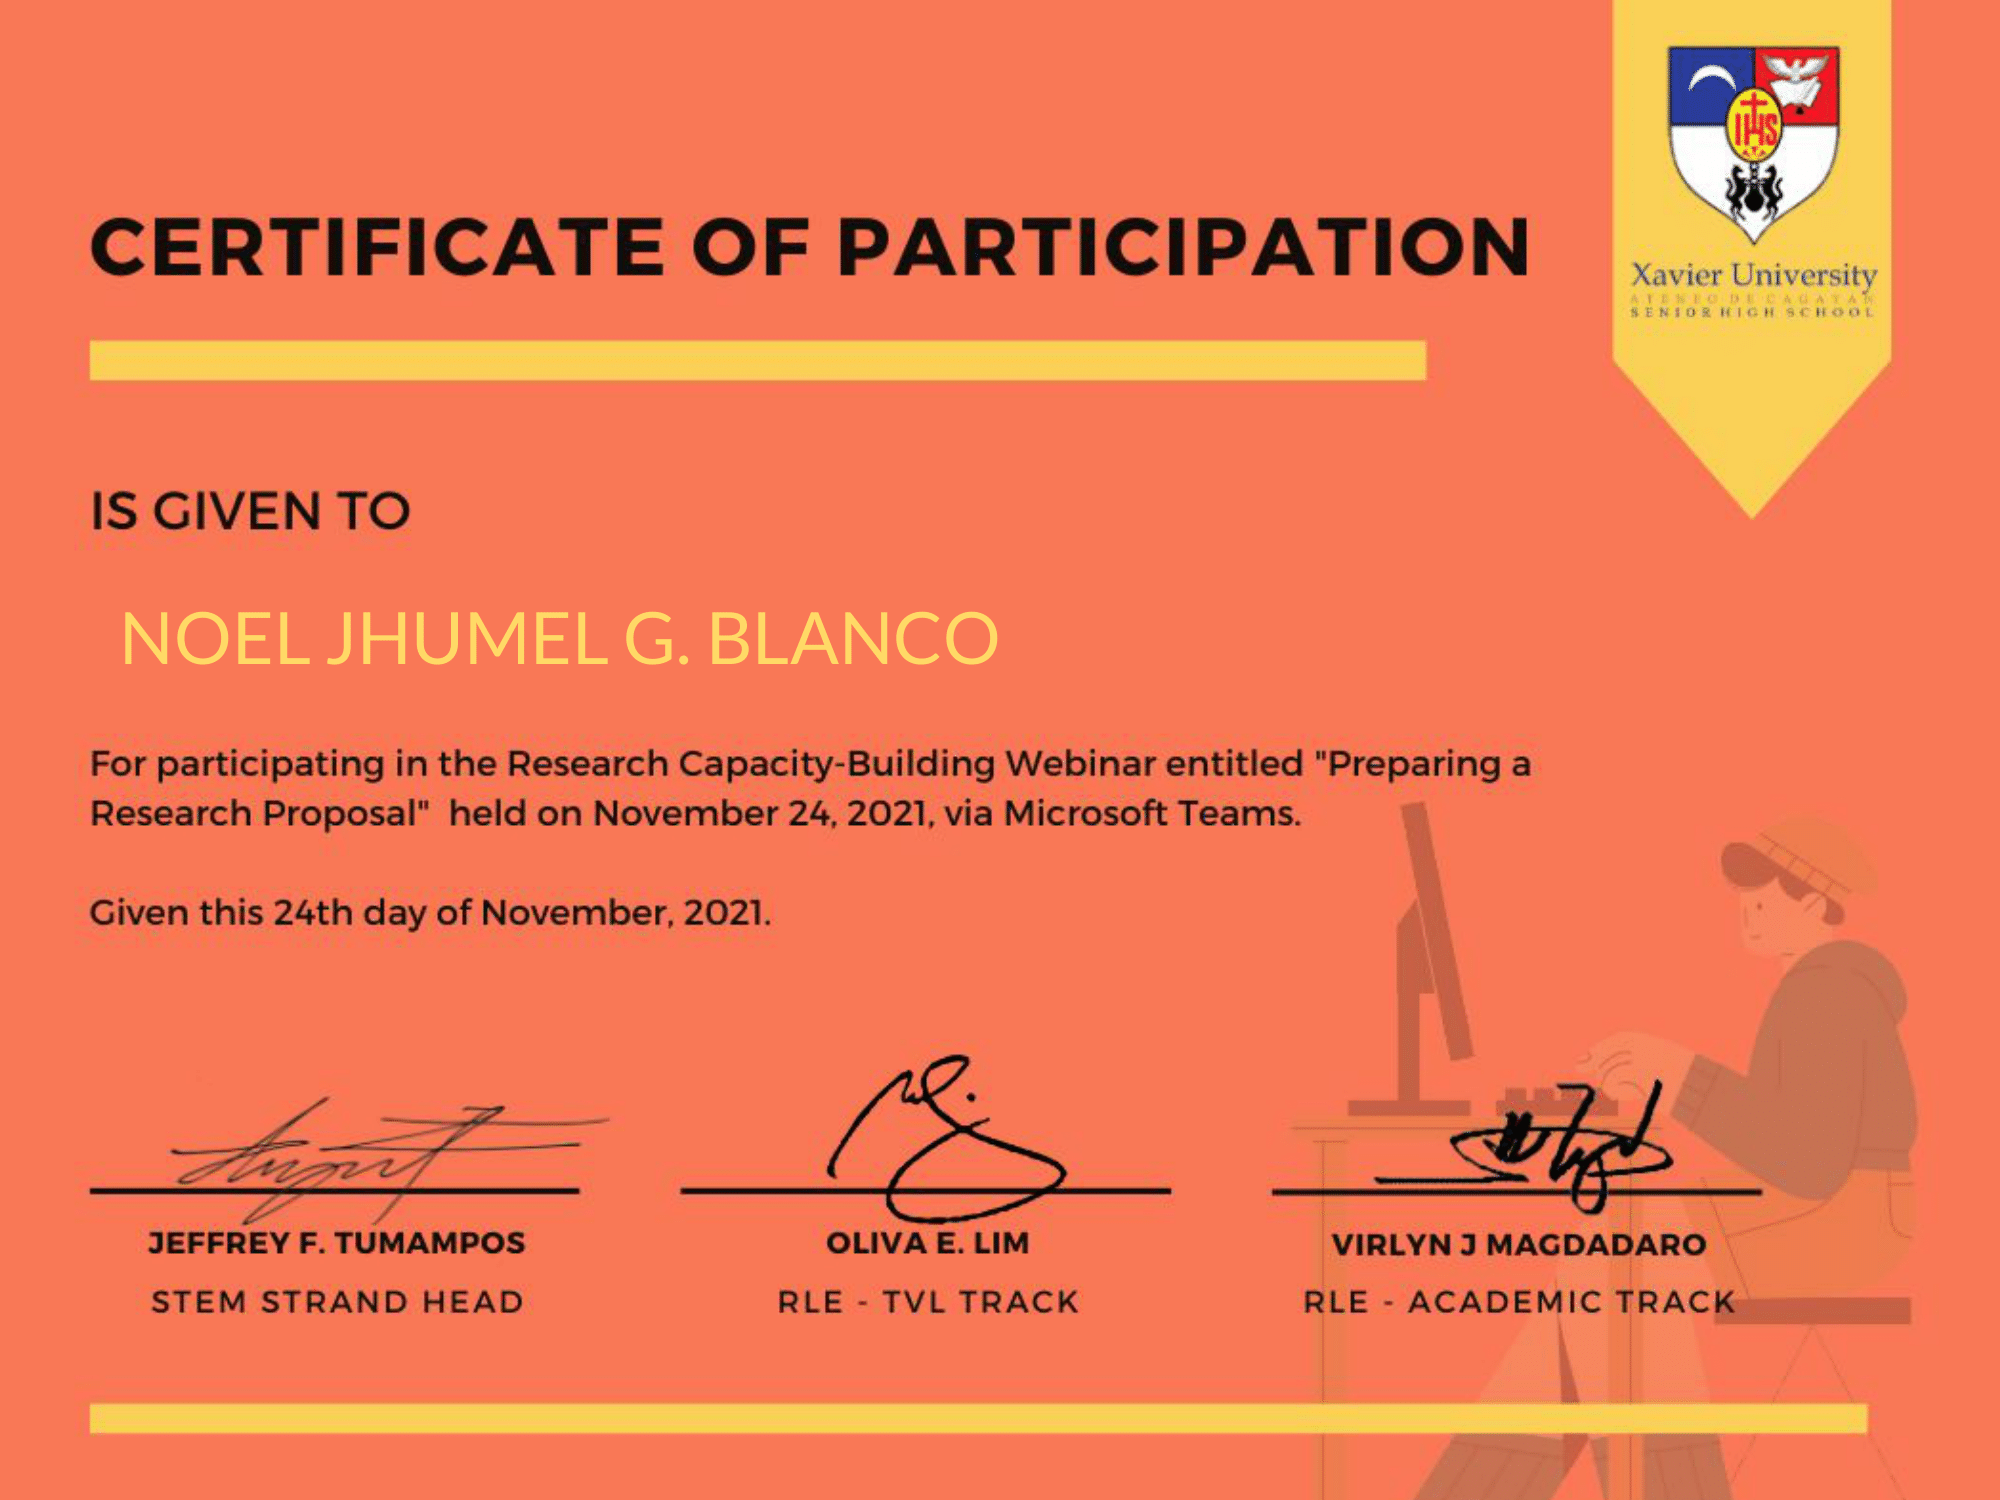 IHS
Xavier University
ATENEO DE CAGAYAN
SENIOR HIGH SCHOOL
CERTIFICATE OF PARTICIPATION
IS GIVEN TO
NOEL JHUMEL G. BLANCO
For participating in the Research Capacity-Building Webinar entitled "Preparing a
Research Proposal" held on November 24, 2021, via Microsoft Teams.
Given this 24th day of November, 2021.
JEFFREY F. TUMAMPOS
STEM STRAND HEAD
OLIVA E. LIM
RLE - TVL TRACK
VIRLYN J MAGDADARO
RLE - ACADEMIC TRACK